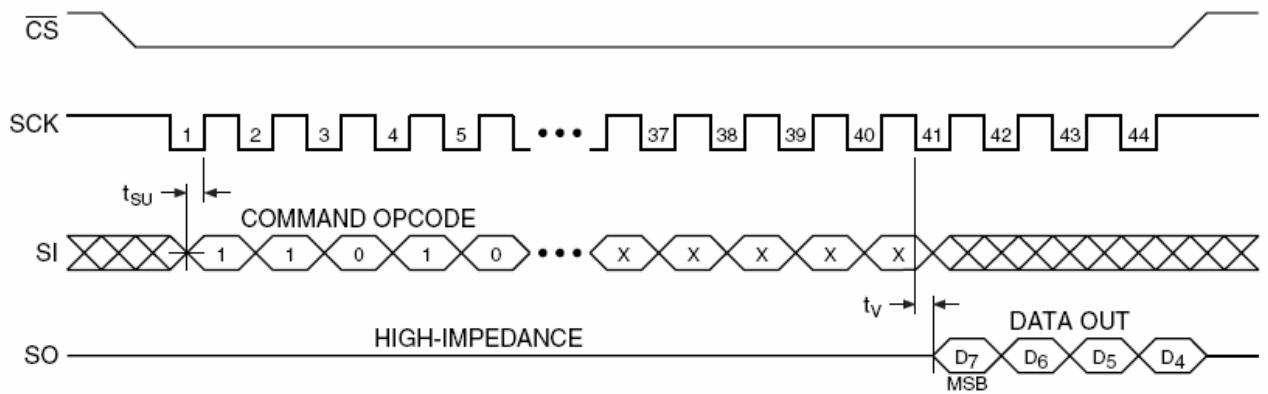 CS
SCK 1 2 3 4 5 ••• 37 38 39 40 41 42 43 44
tSU
COMMAND OPCODE
SI 1 1 0 1 0 ••• X X X X X
tV
HIGH-IMPEDANCE DATA OUT
SO D7 D6 D5 D4
MSB